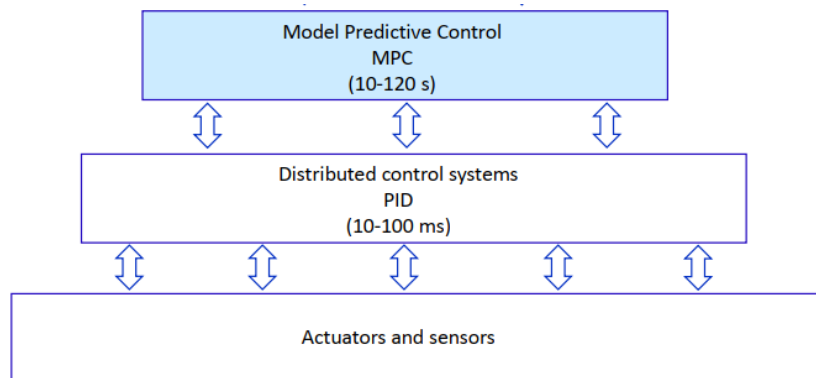 Model Predictive Control
MPC
(10-120 s)
Distributed control systems
PID
(10-100 ms)
Actuators and sensors